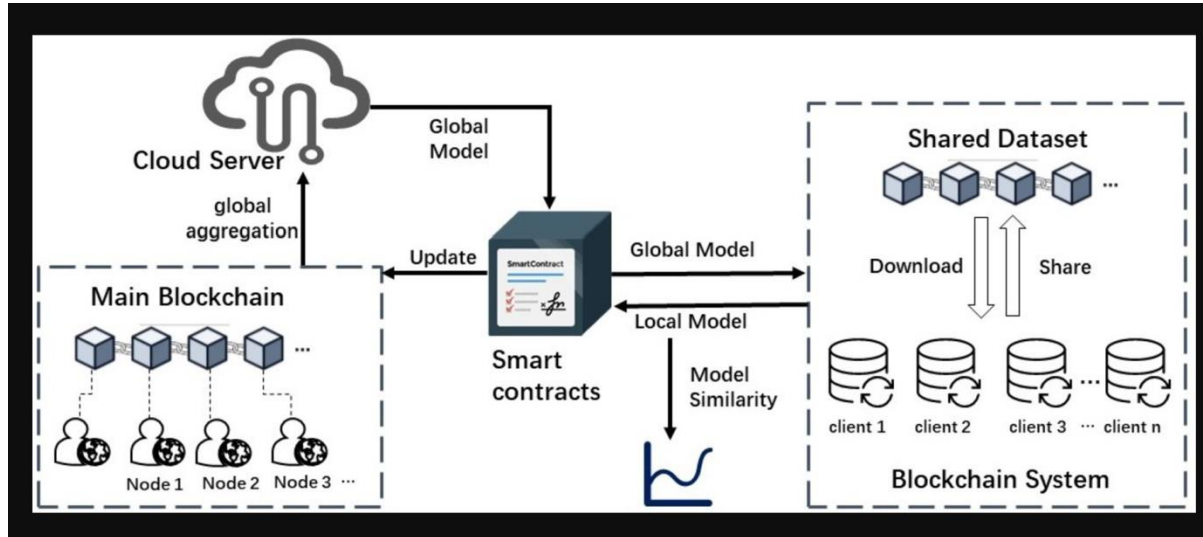 Cloud Server
Global
Model
global
aggregation
Main Blockchain
...
Node 1
Node 2
Node 3
...
Update
SmartContract
Smart
contracts
Global Model
Local Model
Model
Similarity
Shared Dataset
...
Download
Share
...
client 1
client 2
client 3
...
client n
Blockchain System